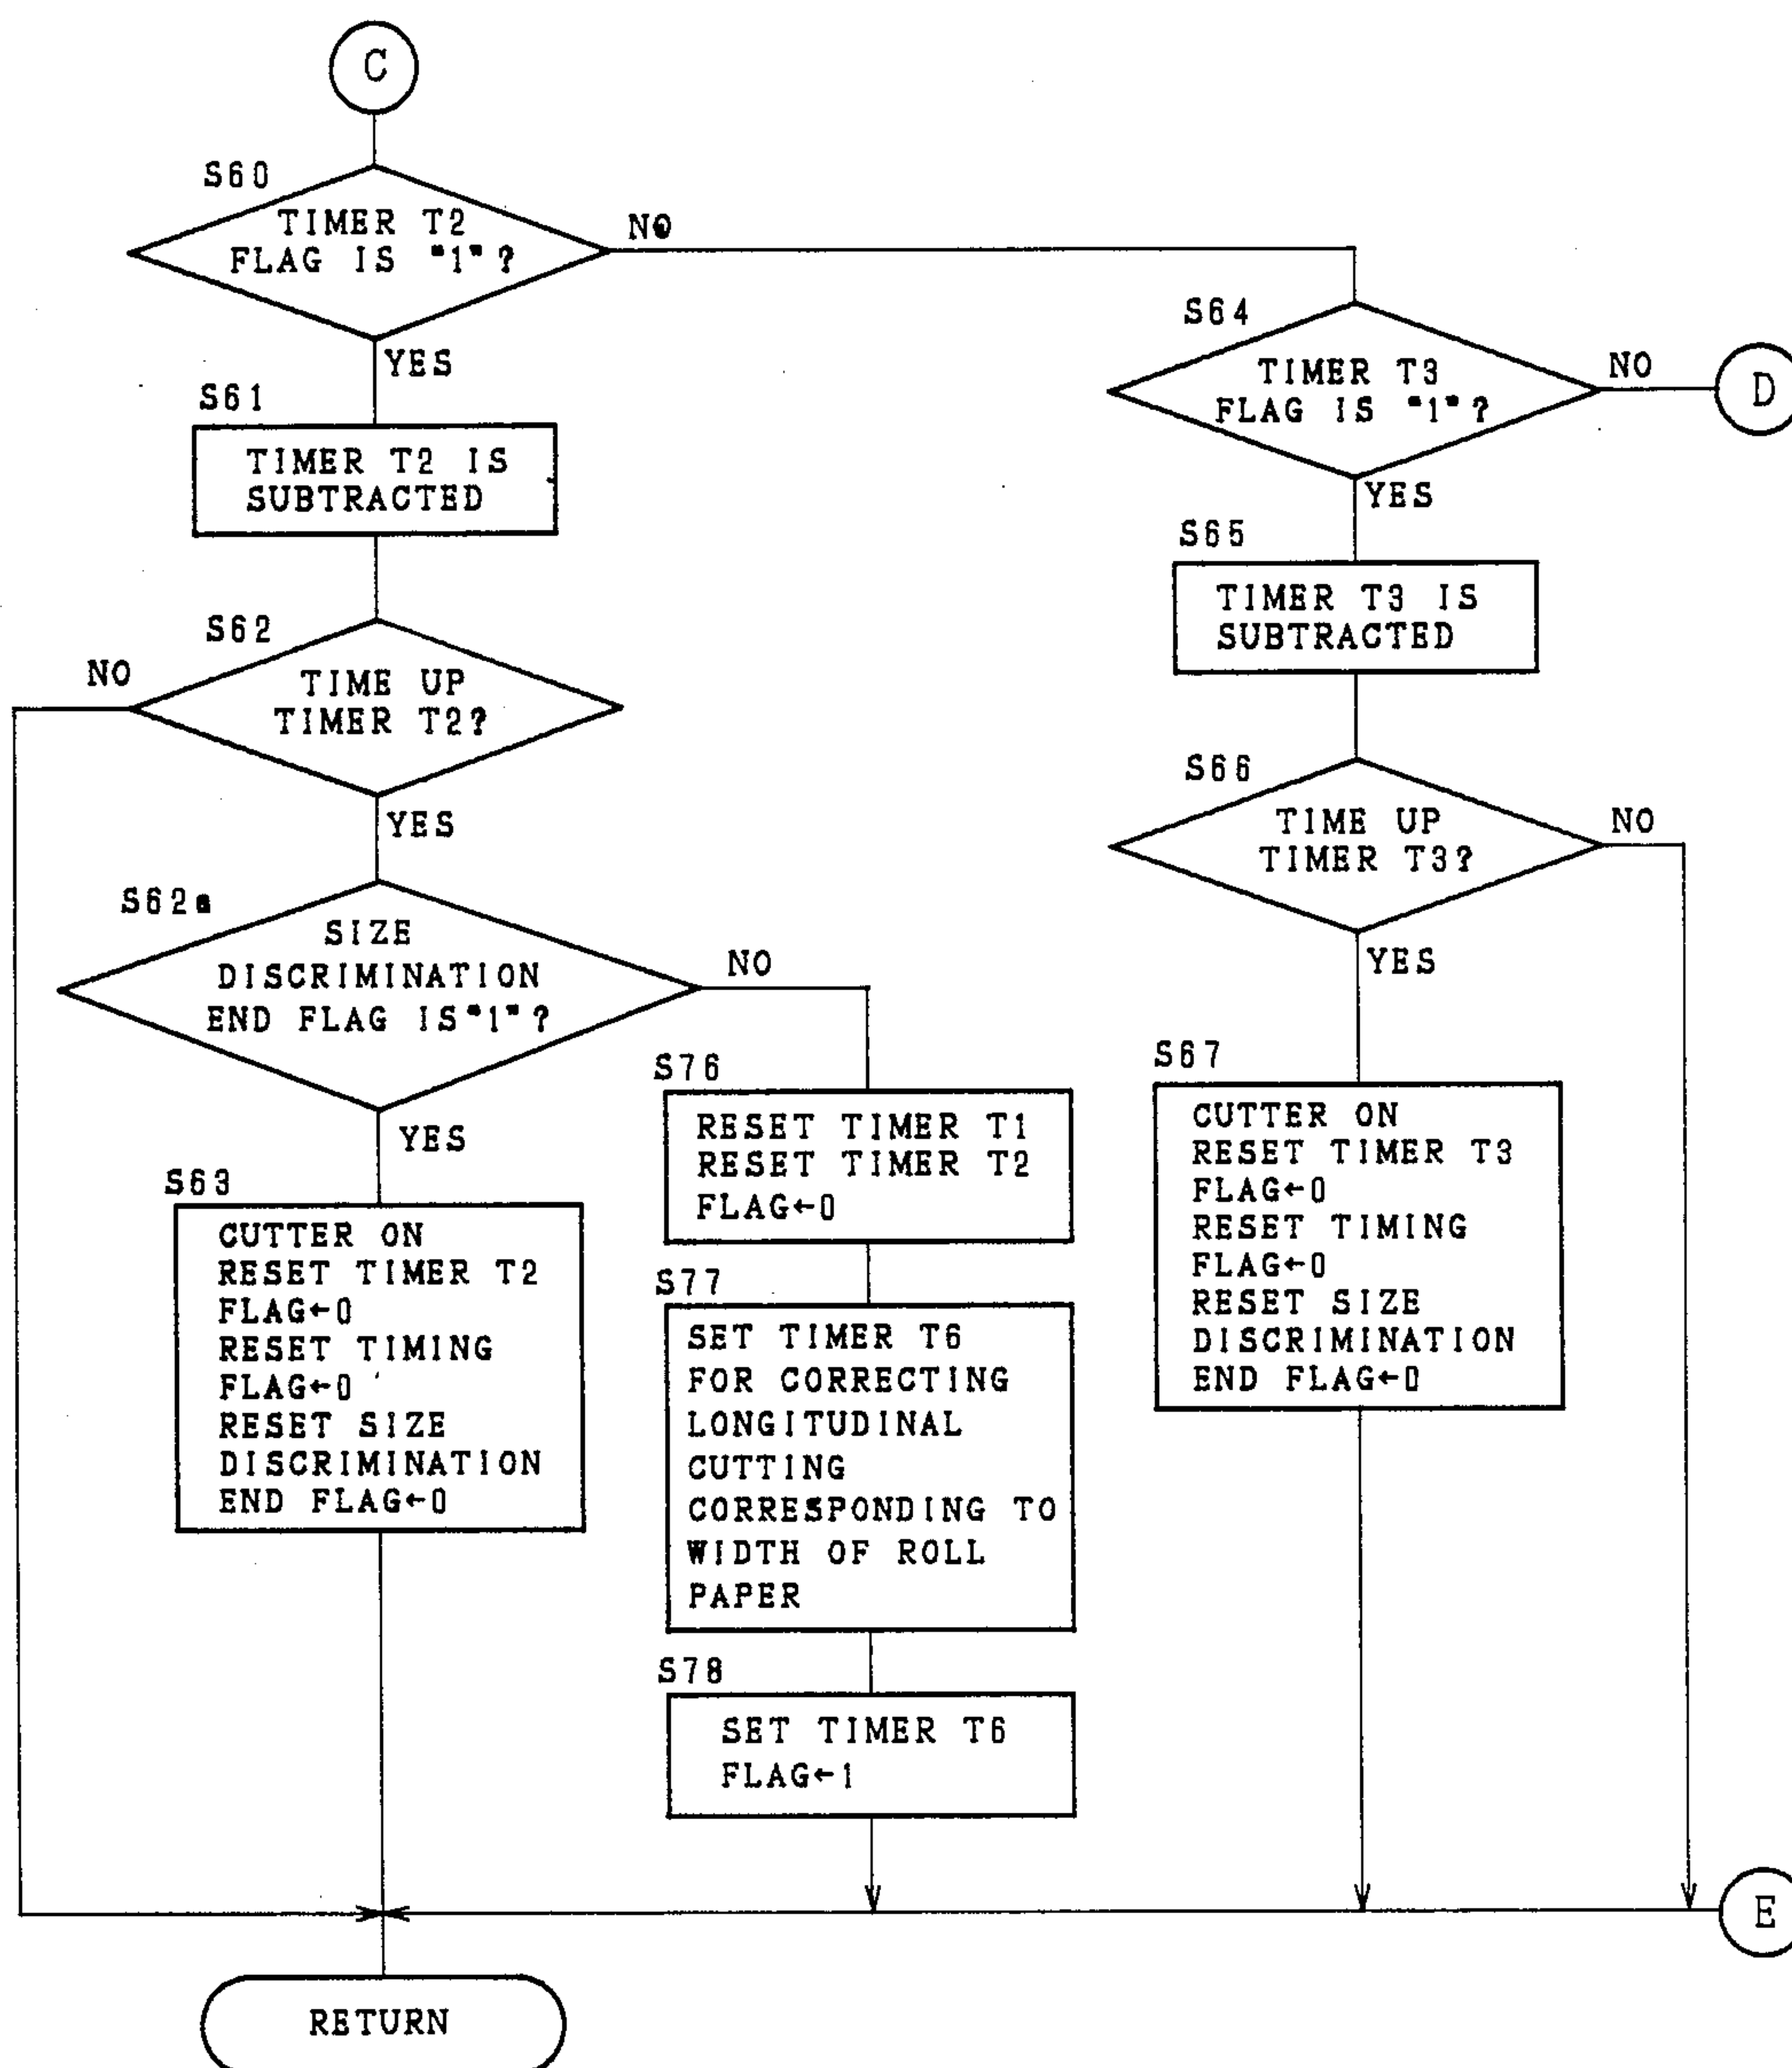 C
S60
TIMER T2
FLAG IS "1"?
NO
YES
S61
TIMER T2 IS
SUBTRACTED
S62
NO
TIME UP
TIMER T2?
YES
S62a
SIZE
DISCRIMINATION
END FLAG IS"1"?
NO
YES
S63
CUTTER ON
RESET TIMER T2
FLAG←0
RESET TIMING
FLAG←0
RESET SIZE
DISCRIMINATION
END FLAG←0
S76
RESET TIMER T1
RESET TIMER T2
FLAG←0
S77
SET TIMER T6
FOR CORRECTING
LONGITUDINAL
CUTTING
CORRESPONDING TO
WIDTH OF ROLL
PAPER
S78
SET TIMER T6
FLAG←1
S64
TIMER T3
FLAG IS "1"?
NO
D
YES
S65
TIMER T3 IS
SUBTRACTED
S66
TIME UP
TIMER T3?
NO
YES
S67
CUTTER ON
RESET TIMER T3
FLAG←0
RESET TIMING
FLAG←0
RESET SIZE
DISCRIMINATION
END FLAG←0
E
RETURN